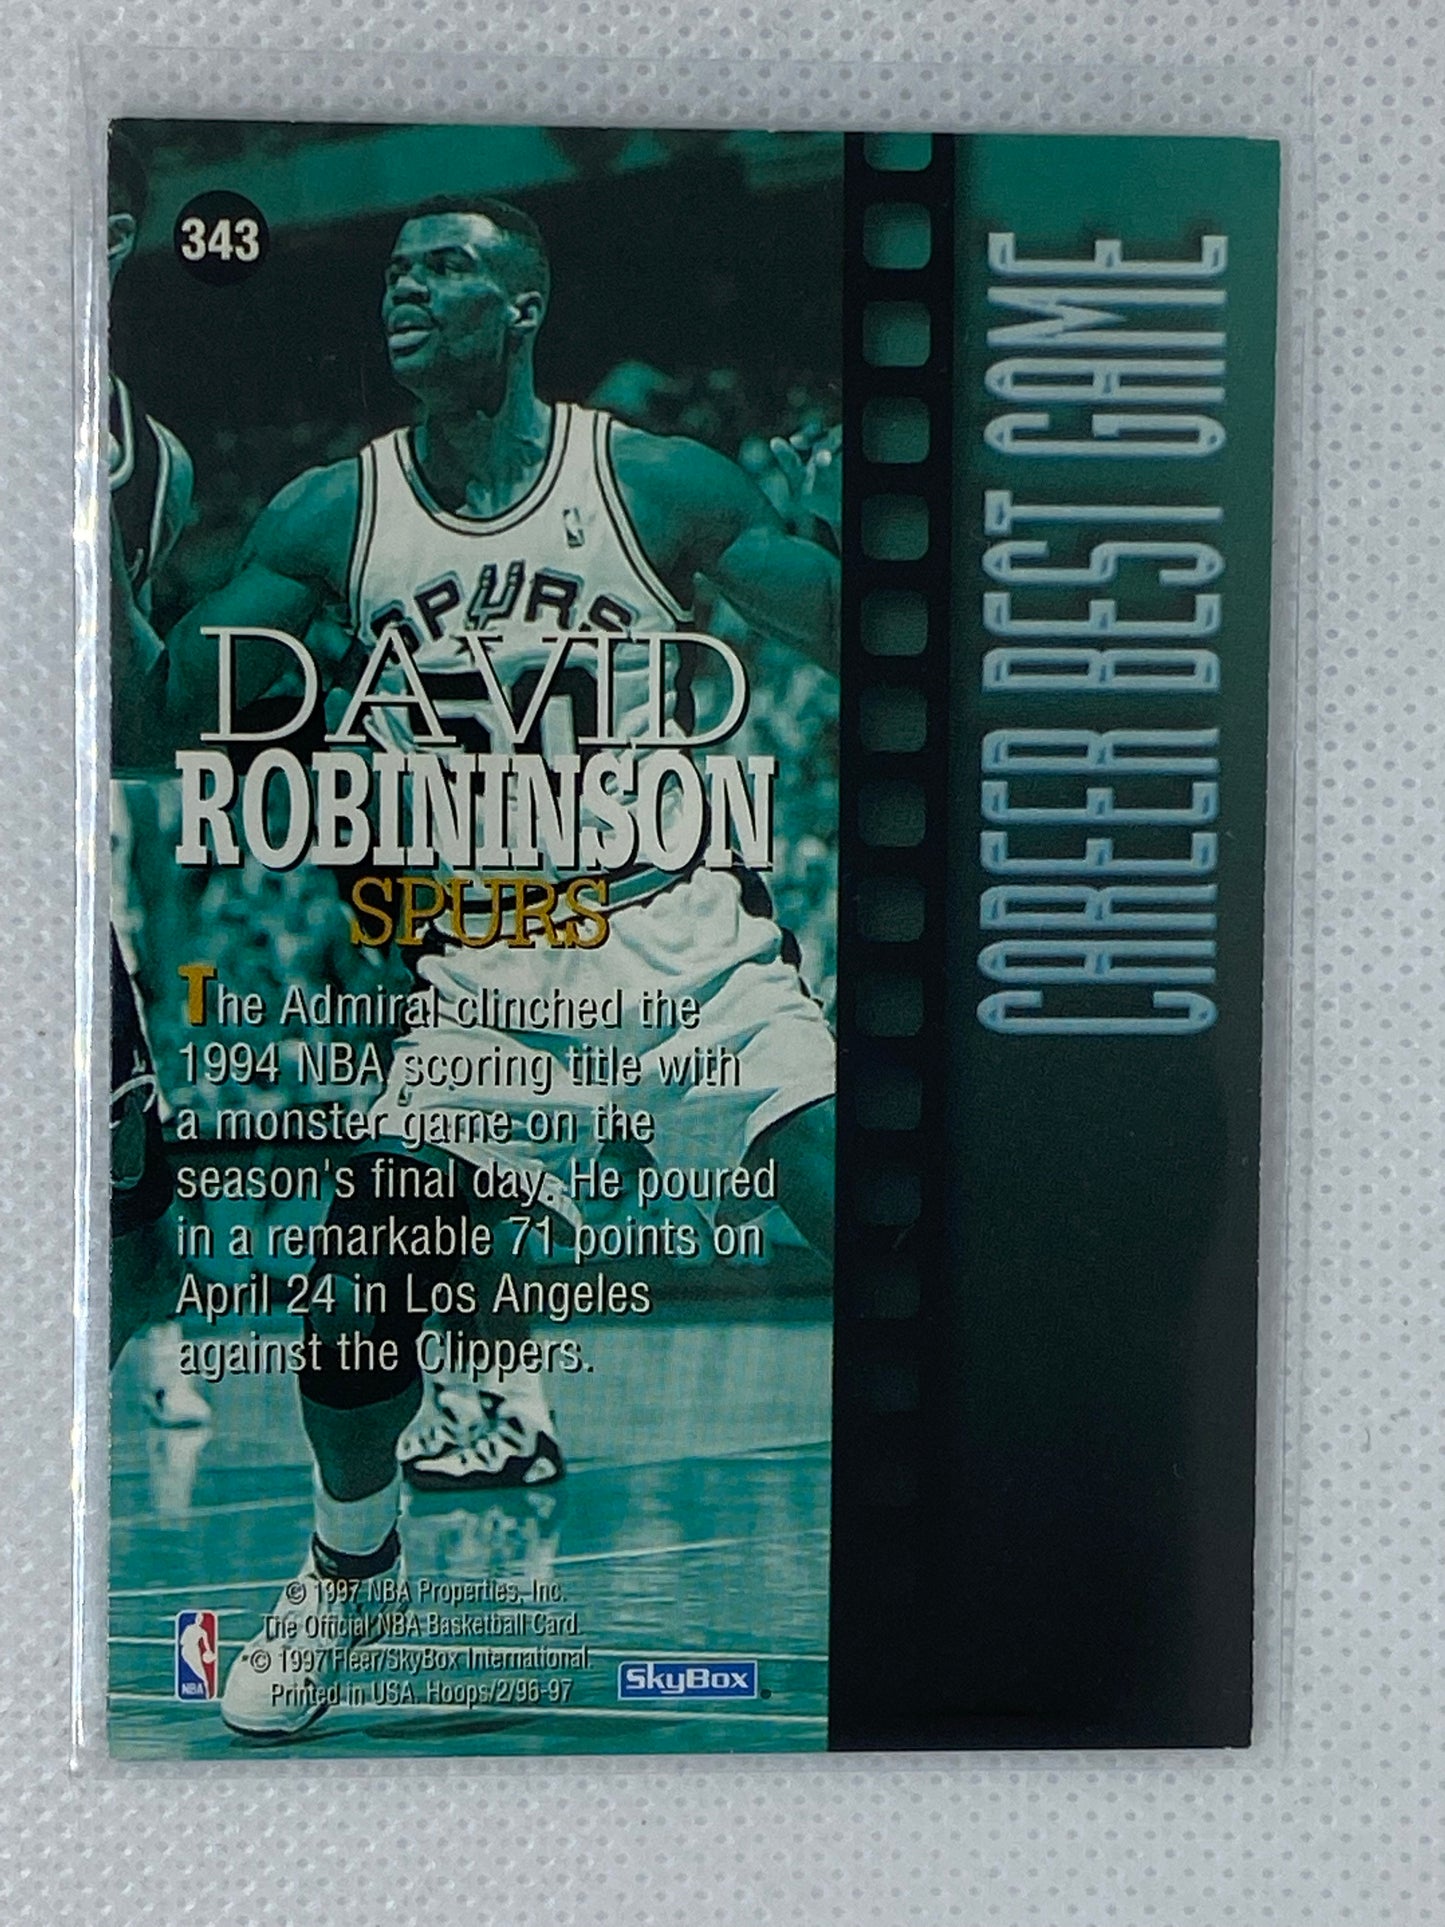 343
CAREER BEST GAME
SPURS
DAVID
ROBININSON
SPURS
The Admiral clinched the
1994 NBA scoring title with
a monster game on the
season's final day. He poured
in a remarkable 71 points on
April 24 in Los Angeles
against the Clippers.
© 1997 NBA Properties, Inc.
The Official NBA Basketball Card.
© 1997 Fleer/SkyBox International.
Printed in USA. Hoops/2/96-97
NBA
SkyBox